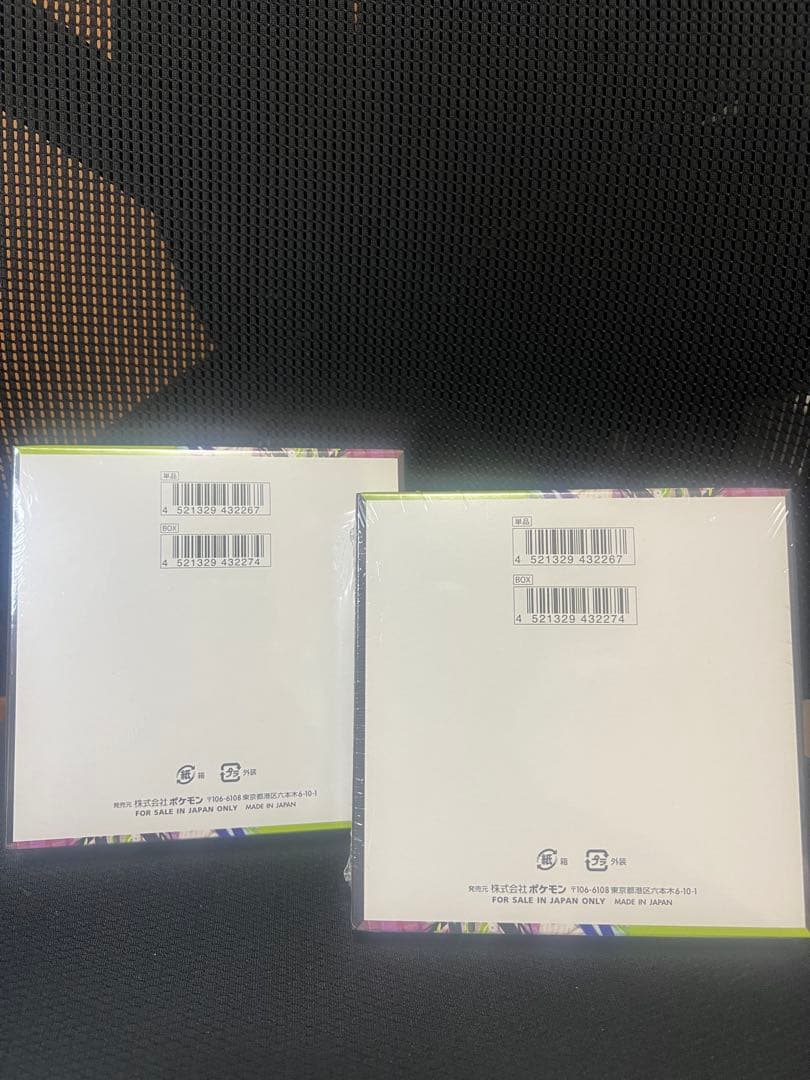 単品
4 521329 432267
BOX
4 521329 432274
紙 箱 プラ 外装
発売元 株式会社ポケモン 〒106-6108 東京都港区六本木6-10-1
FOR SALE IN JAPAN ONLY MADE IN JAPAN
単品
4 521329 432267
BOX
4 521329 432274
紙 箱 プラ 外装
発売元 株式会社ポケモン 〒106-6108 東京都港区六本木6-10-1
FOR SALE IN JAPAN ONLY MADE IN JAPAN